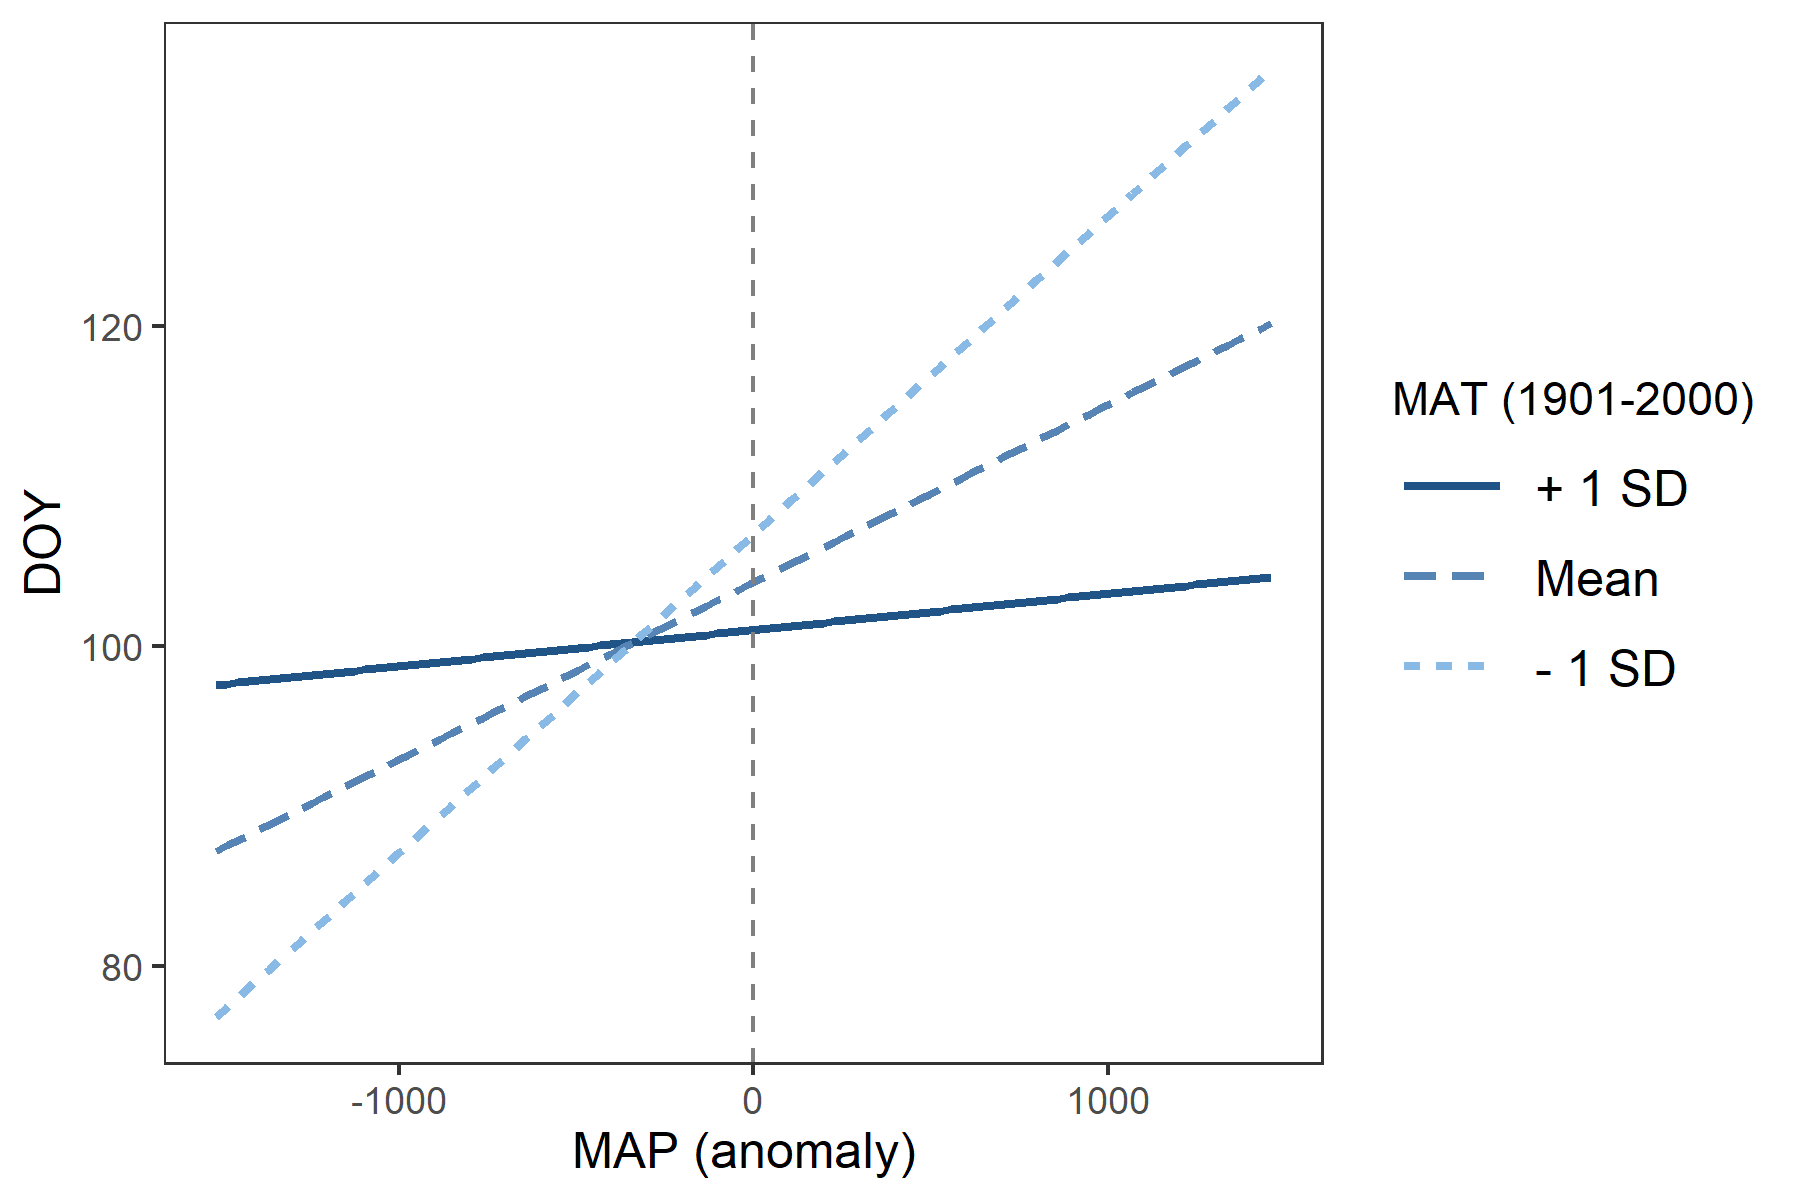 DOY
120
100
80
-1000 0 1000
MAP (anomaly)
MAT (1901-2000)
+ 1 SD
Mean
- 1 SD